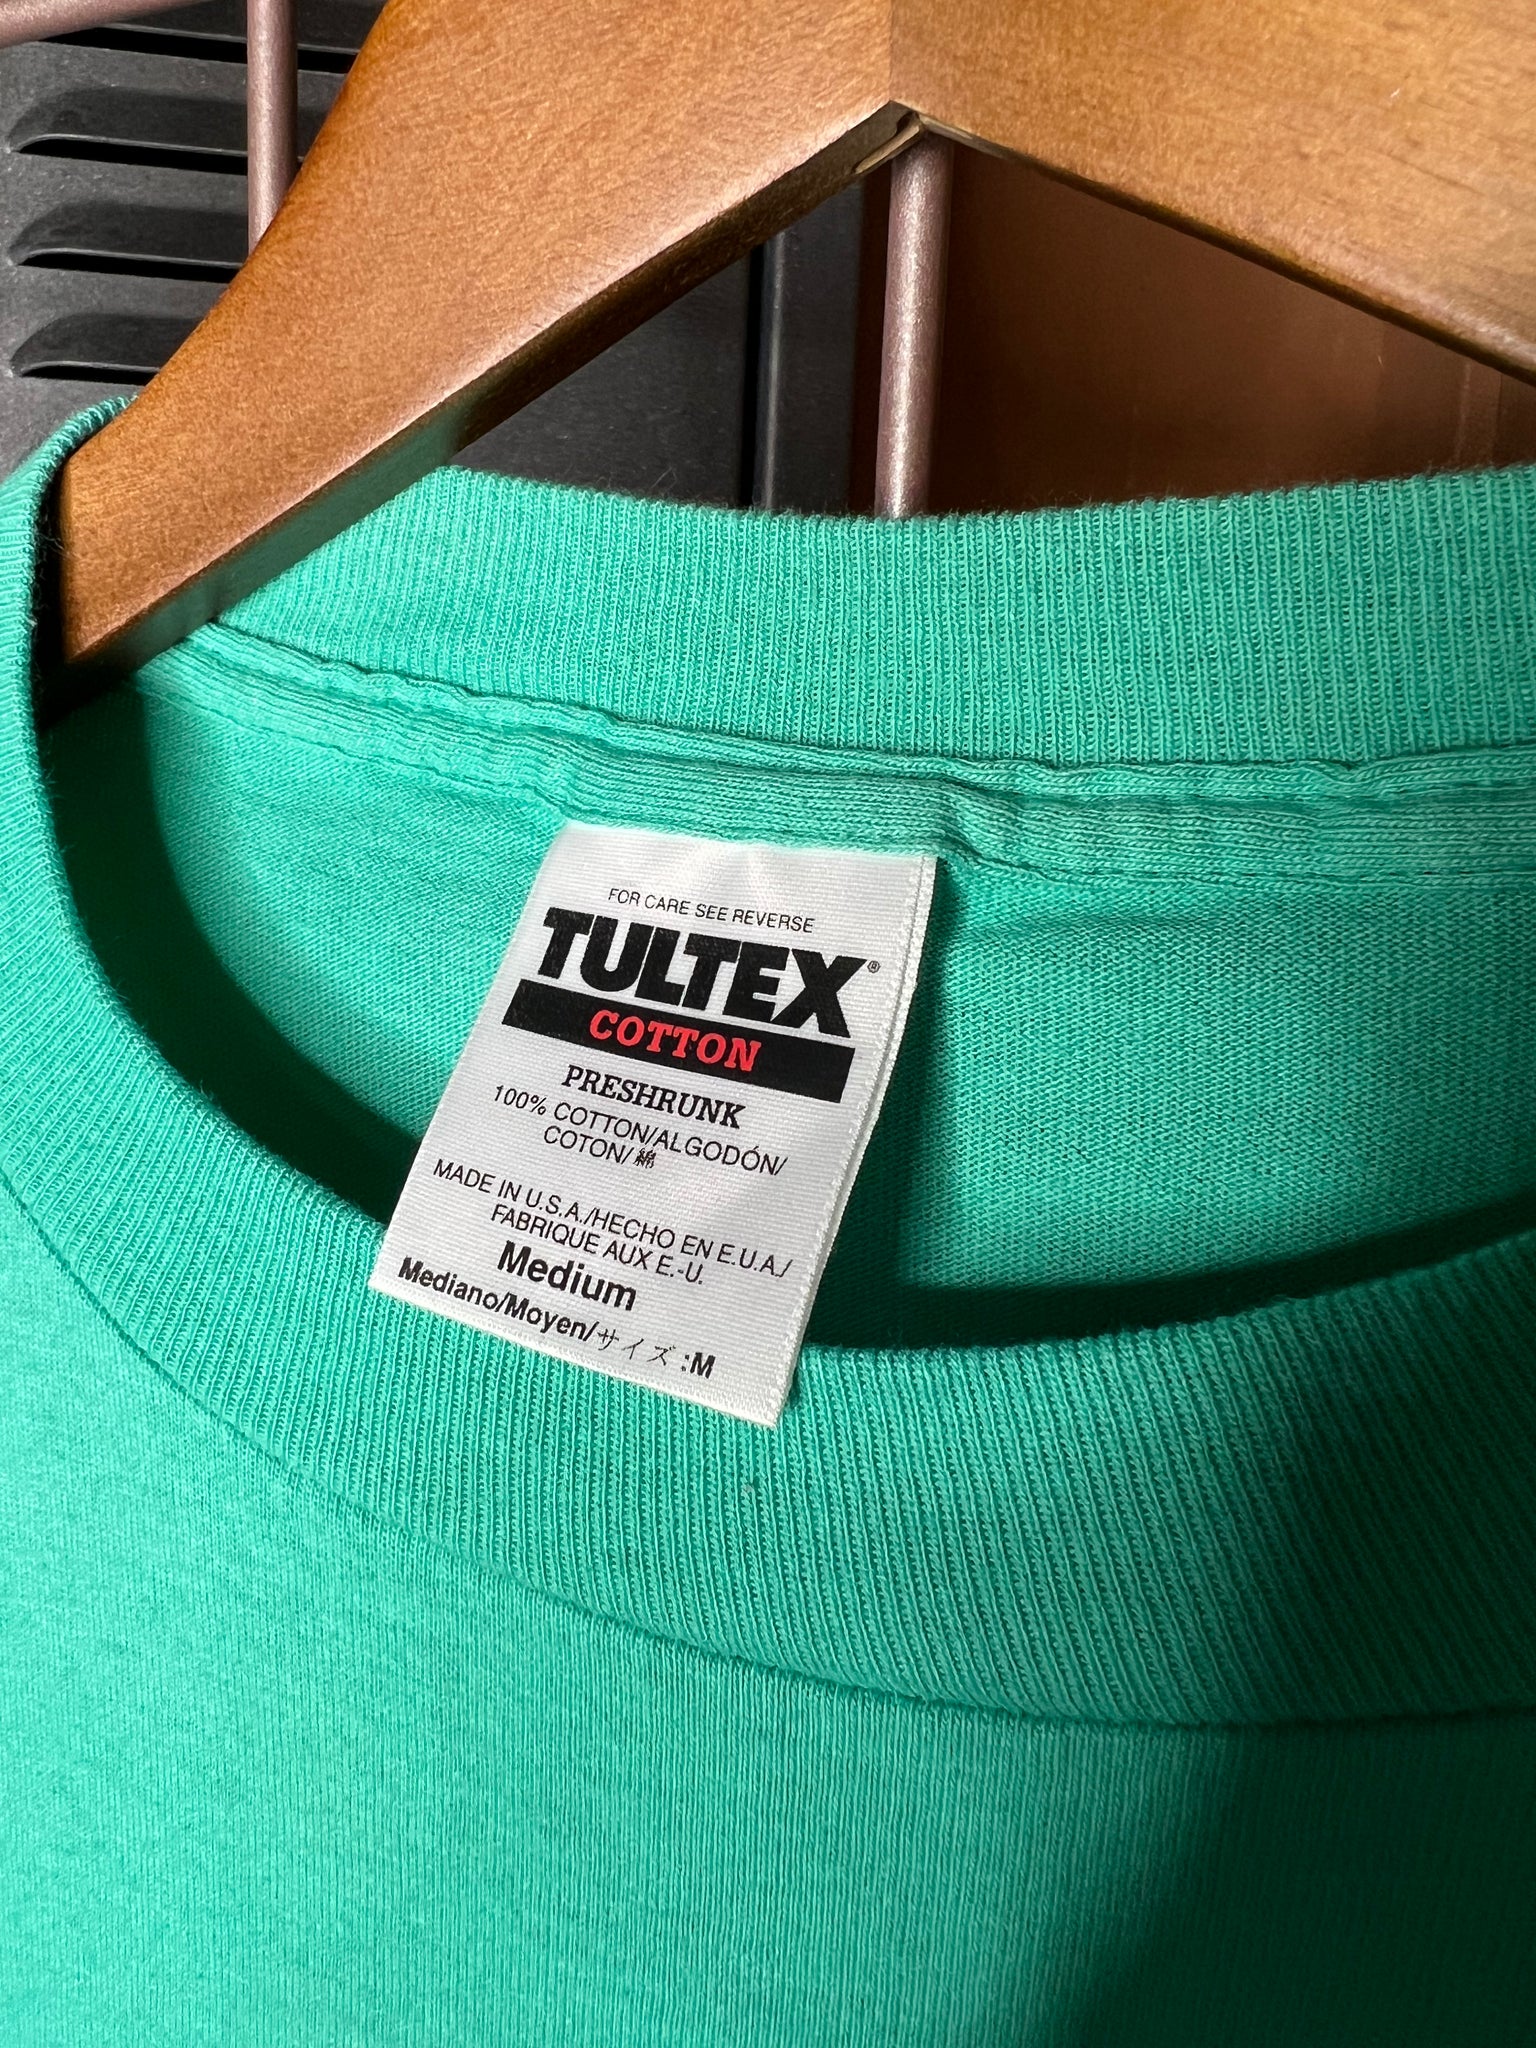 FOR CARE SEE REVERSE
TULTEX®
COTTON
PRESHRUNK
100% COTTON/ALGODÓN/
COTON/綿
MADE IN U.S.A./HECHO EN E.U.A./
FABRIQUE AUX E.-U.
Medium
Mediano/Moyen/サイズ:M